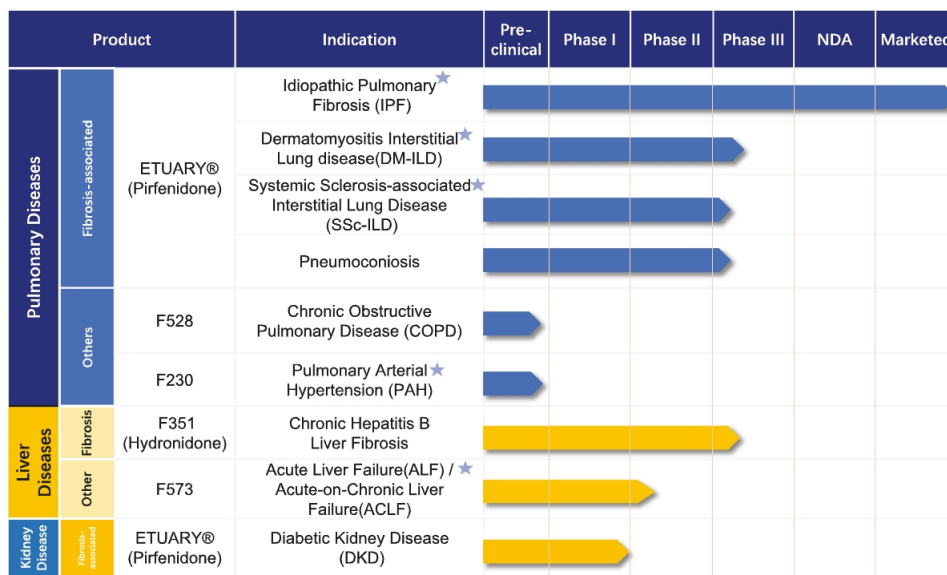 Product
Indication
Pre-
clinical
Phase I
Phase II
Phase III
NDA
Marketed
Pulmonary Diseases
Fibrosis-associated
ETUARY®
(Pirfenidone)
Idiopathic Pulmonary
Fibrosis (IPF)
Dermatomyositis Interstitial
Lung disease(DM-ILD)
Systemic Sclerosis-associated
Interstitial Lung Disease
(SSc-ILD)
Pneumoconiosis
Others
F528
Chronic Obstructive
Pulmonary Disease (COPD)
F230
Pulmonary Arterial
Hypertension (PAH)
Liver
Diseases
Fibrosis
F351
(Hydronidone)
Chronic Hepatitis B
Liver Fibrosis
Other
F573
Acute Liver Failure(ALF) /
Acute-on-Chronic Liver
Failure(ACLF)
Kidney
Disease
Fibrosis-
associated
ETUARY®
(Pirfenidone)
Diabetic Kidney Disease
(DKD)